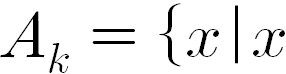 A_k = {x | x